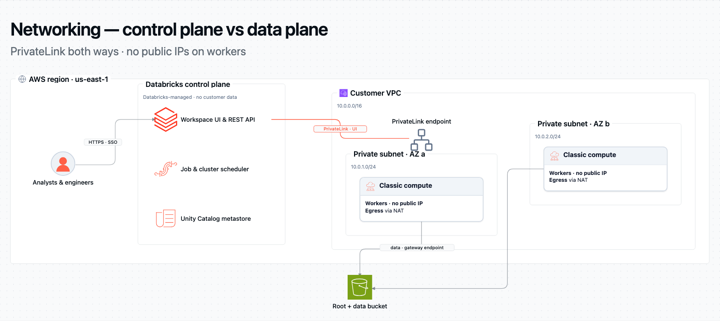 Networking — control plane vs data plane
PrivateLink both ways · no public IPs on workers
AWS region · us-east-1
Databricks control plane
Databricks-managed · no customer data
Workspace UI & REST API
Job & cluster scheduler
Unity Catalog metastore
HTTPS · SSO
Analysts & engineers
PrivateLink · UI
Customer VPC
10.0.0.0/16
PrivateLink endpoint
Private subnet · AZ a
10.0.1.0/24
Classic compute
Workers · no public IP
Egress via NAT
Private subnet · AZ b
10.0.2.0/24
Classic compute
Workers · no public IP
Egress via NAT
data · gateway endpoint
Root + data bucket